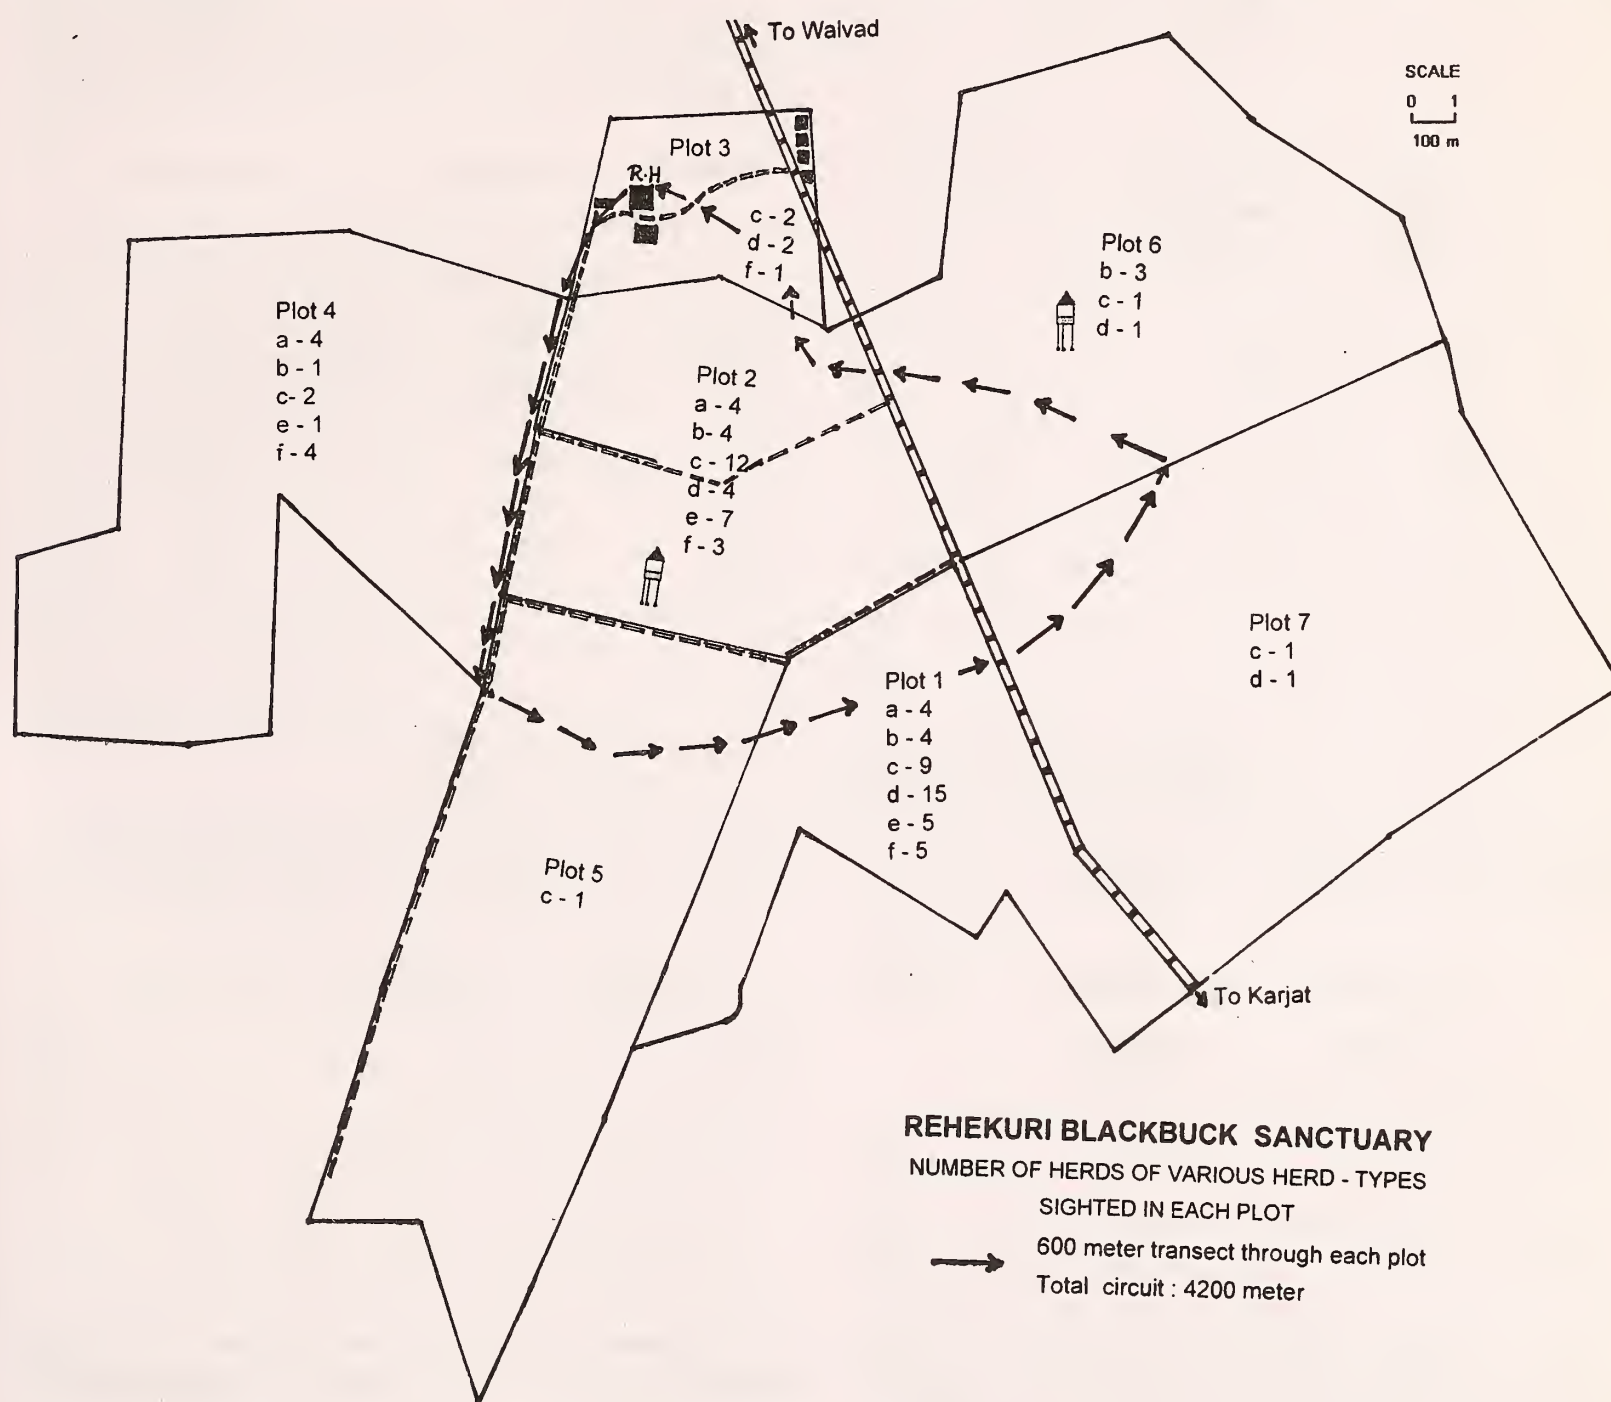 To Walvad
SCALE
0 1
100 m
Plot 3
R.H
c - 2
d - 2
f - 1
Plot 6
b - 3
c - 1
d - 1
Plot 4
a - 4
b - 1
c- 2
e - 1
f - 4
Plot 2
a - 4
b- 4
c - 12
d - 4
e - 7
f - 3
Plot 7
c - 1
d - 1
Plot 1
a - 4
b - 4
c - 9
d - 15
e - 5
f - 5
Plot 5
c - 1
To Karjat
REHEKURI BLACKBUCK SANCTUARY
NUMBER OF HERDS OF VARIOUS HERD - TYPES
SIGHTED IN EACH PLOT
600 meter transect through each plot
Total circuit : 4200 meter